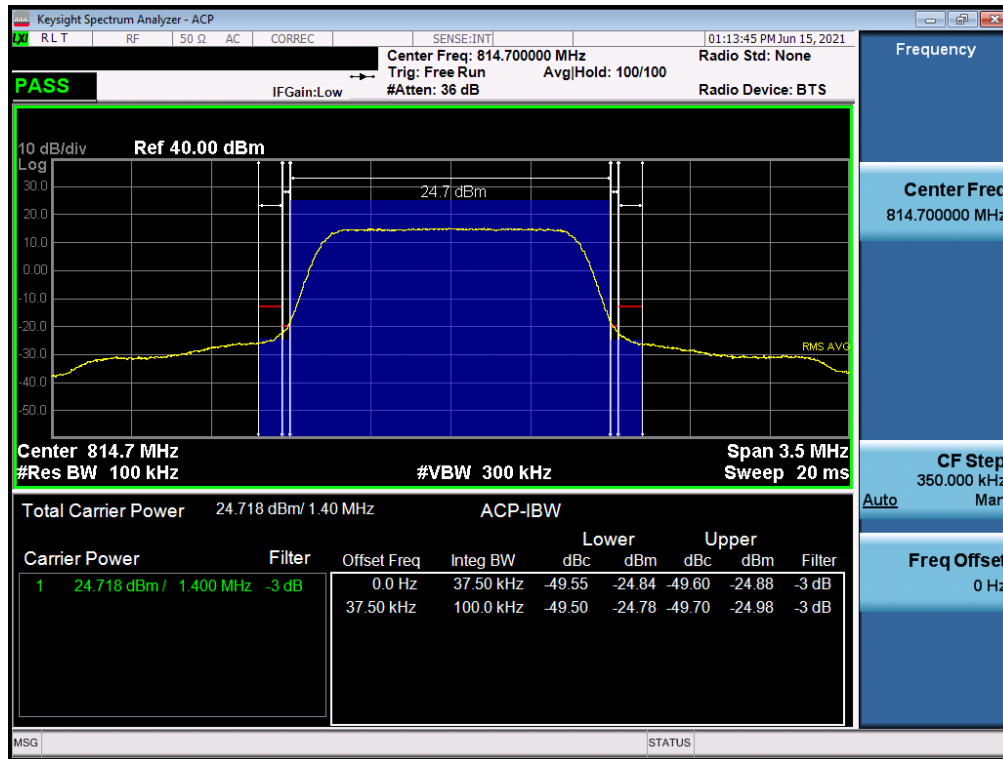 Keysight Spectrum Analyzer - ACP
LXI RLT RF 50 Ω AC CORREC SENSE:INT 01:13:45 PM Jun 15, 2021
Center Freq: 814.700000 MHz Radio Std: None
Trig: Free Run Avg|Hold: 100/100
PASS IFGain:Low #Atten: 36 dB Radio Device: BTS
10 dB/div Ref 40.00 dBm
Log
30.0
24.7 dBm
20.0
10.0
0.00
-10.0
-20.0
RMS AVG
-30.0
-40.0
-50.0
Center 814.7 MHz Span 3.5 MHz
#Res BW 100 kHz #VBW 300 kHz Sweep 20 ms
Total Carrier Power 24.718 dBm/ 1.40 MHz ACP-IBW
Lower Upper
Carrier Power Filter Offset Freq Integ BW dBc dBm dBc dBm Filter
1 24.718 dBm / 1.400 MHz -3 dB 0.0 Hz 37.50 kHz -49.55 -24.84 -49.60 -24.88 -3 dB
37.50 kHz 100.0 kHz -49.50 -24.78 -49.70 -24.98 -3 dB
MSG STATUS
Frequency
Center Freq
814.700000 MHz
CF Step
350.000 kHz
Auto Man
Freq Offset
0 Hz